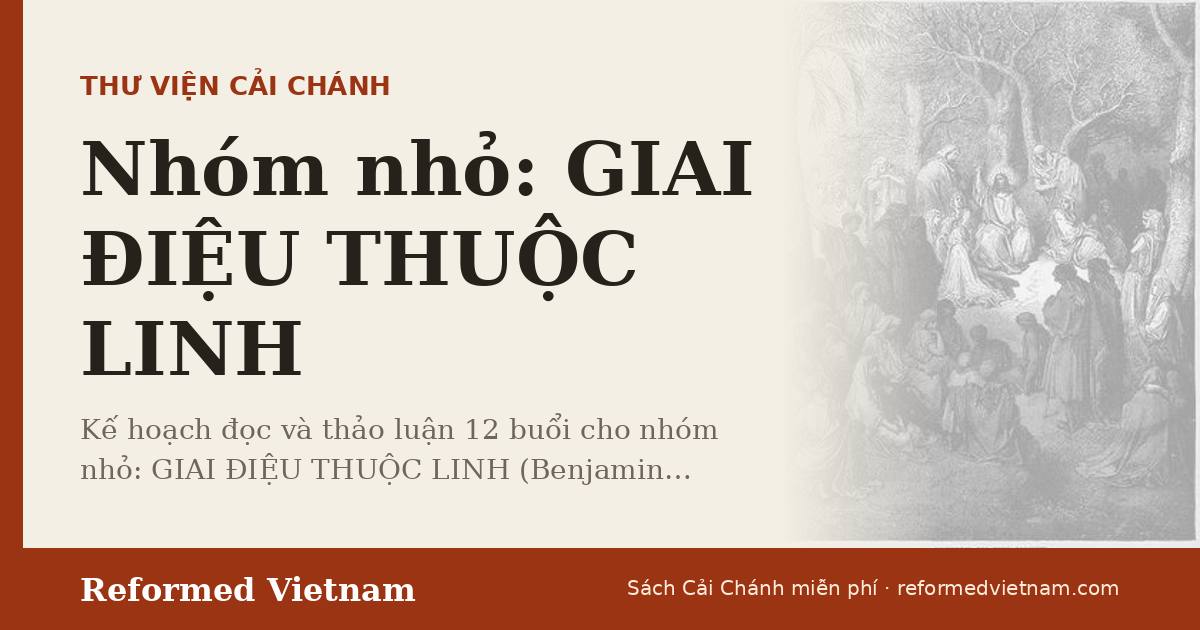 THƯ VIỆN CẢI CHÁNH
Nhóm nhỏ: GIAI
ĐIỆU THUỘC
LINH
Kế hoạch đọc và thảo luận 12 buổi cho nhóm
nhỏ: GIAI ĐIỆU THUỘC LINH (Benjamin...
Reformed Vietnam
Sách Cải Chánh miễn phí · reformedvietnam.com